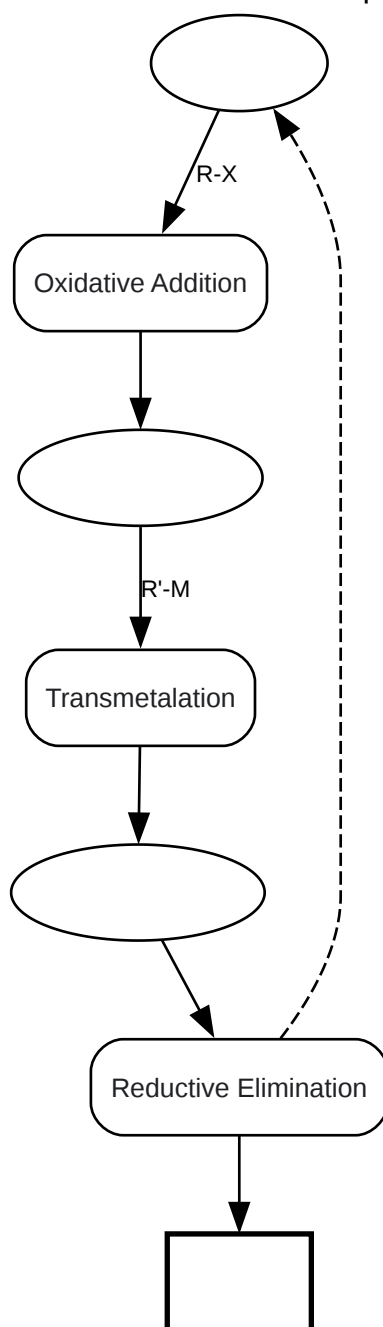 R-X
Oxidative Addition
R'-M
Transmetalation
Reductive Elimination